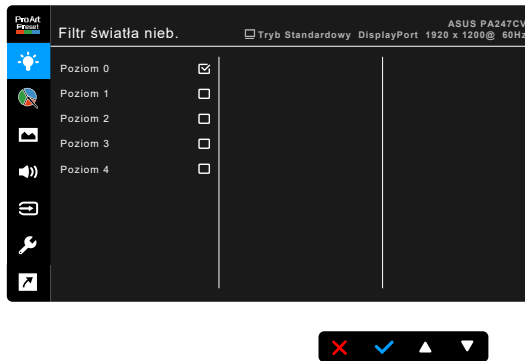 ProArt
Preset
Filtr światła nieb.
ASUS PA247CV
Tryb Standardowy DisplayPort 1920 x 1200@ 60Hz
Poziom 0
Poziom 1
Poziom 2
Poziom 3
Poziom 4